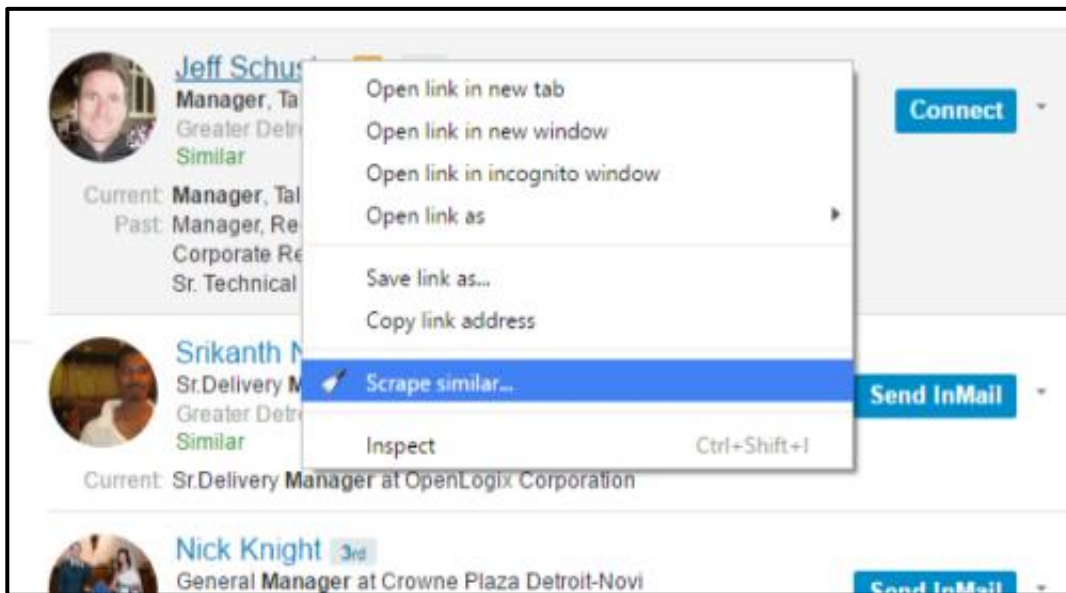 Jeff Schus
Manager, Ta
Greater Detr
Similar
Current: Manager, Tal
Past: Manager, Re
Corporate Re
Sr. Technical
Connect
Open link in new tab
Open link in new window
Open link in incognito window
Open link as
Save link as...
Copy link address
Scrape similar...
Inspect Ctrl+Shift+I
Srikanth N
Sr.Delivery M
Greater Detr
Similar
Send InMail
Current: Sr.Delivery Manager at OpenLogix Corporation
Nick Knight 3rd
General Manager at Crowne Plaza Detroit-Novi
Send InMail